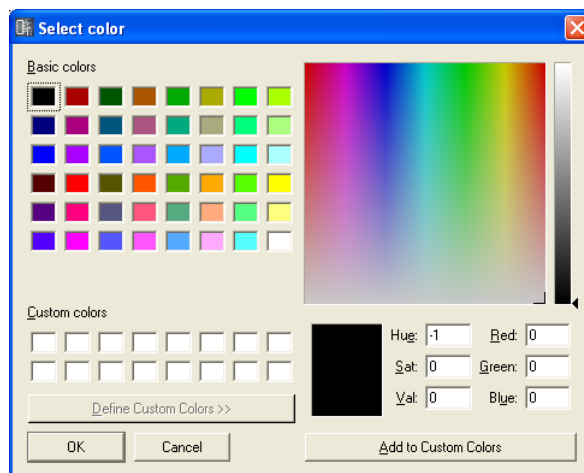 Select color
Basic colors
Custom colors
Define Custom Colors >>
OK
Cancel
Hue: -1
Red: 0
Sat: 0
Green: 0
Val: 0
Blue: 0
Add to Custom Colors